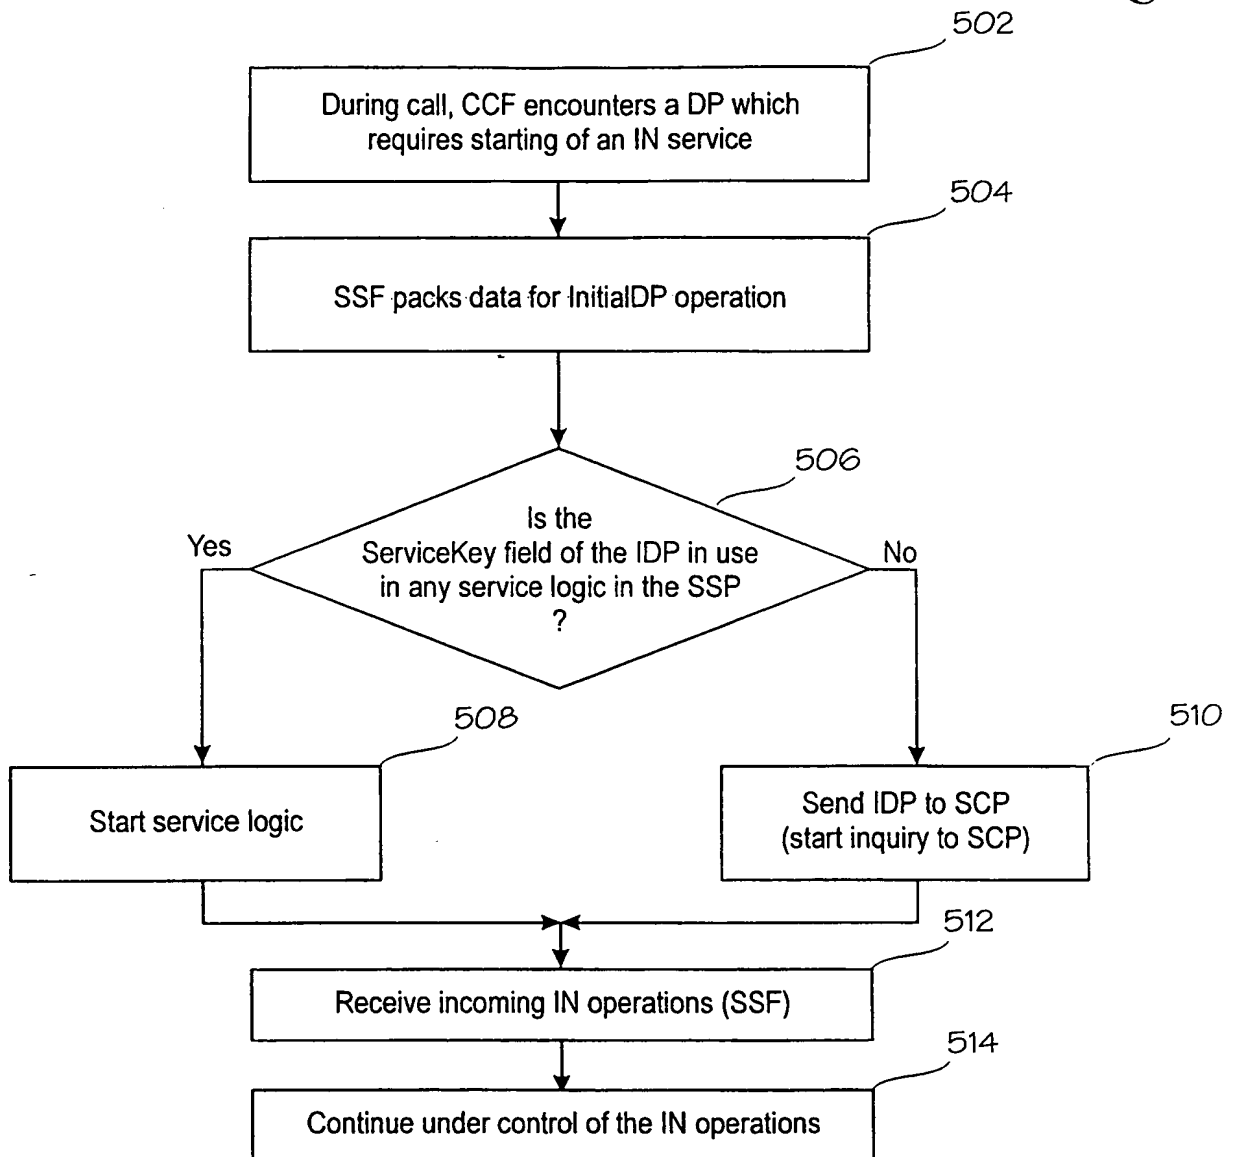 502
During call, CCF encounters a DP which
requires starting of an IN service
504
SSF packs data for InitialDP operation
506
Is the
ServiceKey field of the IDP in use
in any service logic in the SSP
?
Yes
No
508
Start service logic
510
Send IDP to SCP
(start inquiry to SCP)
512
Receive incoming IN operations (SSF)
514
Continue under control of the IN operations